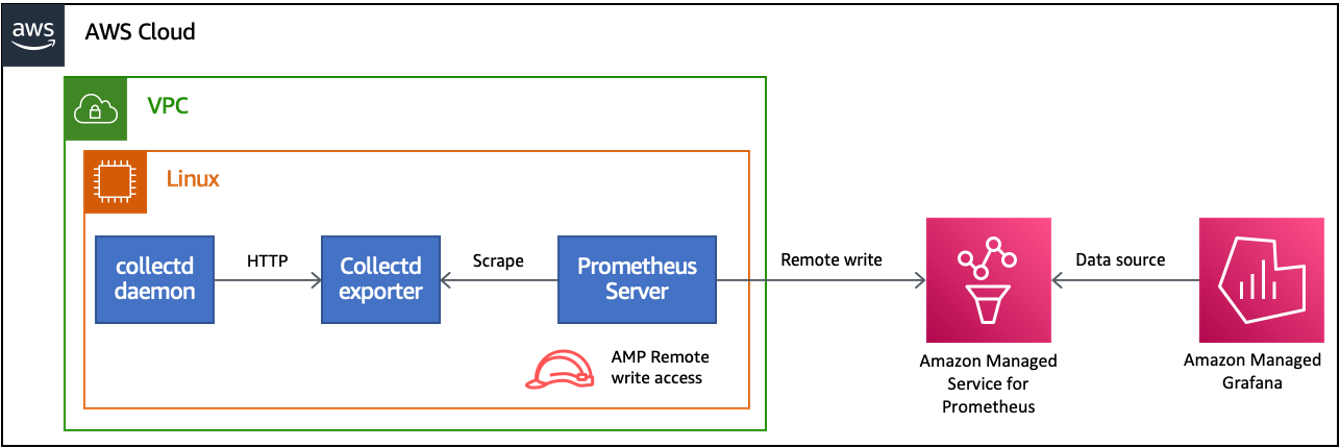 aws
AWS Cloud
VPC
Linux
collectd
daemon
HTTP
Collectd
exporter
Scrape
Prometheus
Server
Remote write
Data source
AMP Remote
write access
Amazon Managed
Service for
Prometheus
Amazon Managed
Grafana